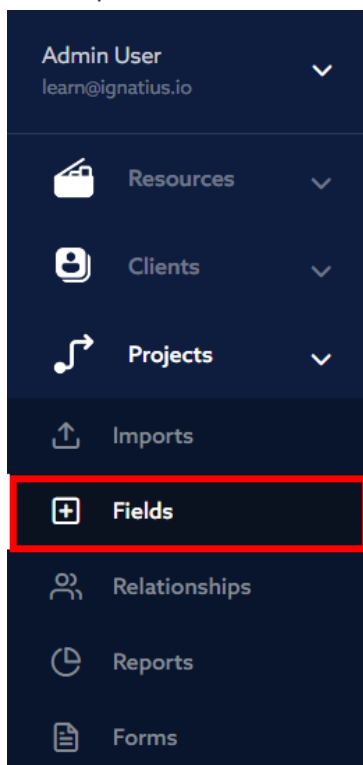 Admin User
learn@ignatius.io
Resources
Clients
Projects
Imports
Fields
Relationships
Reports
Forms